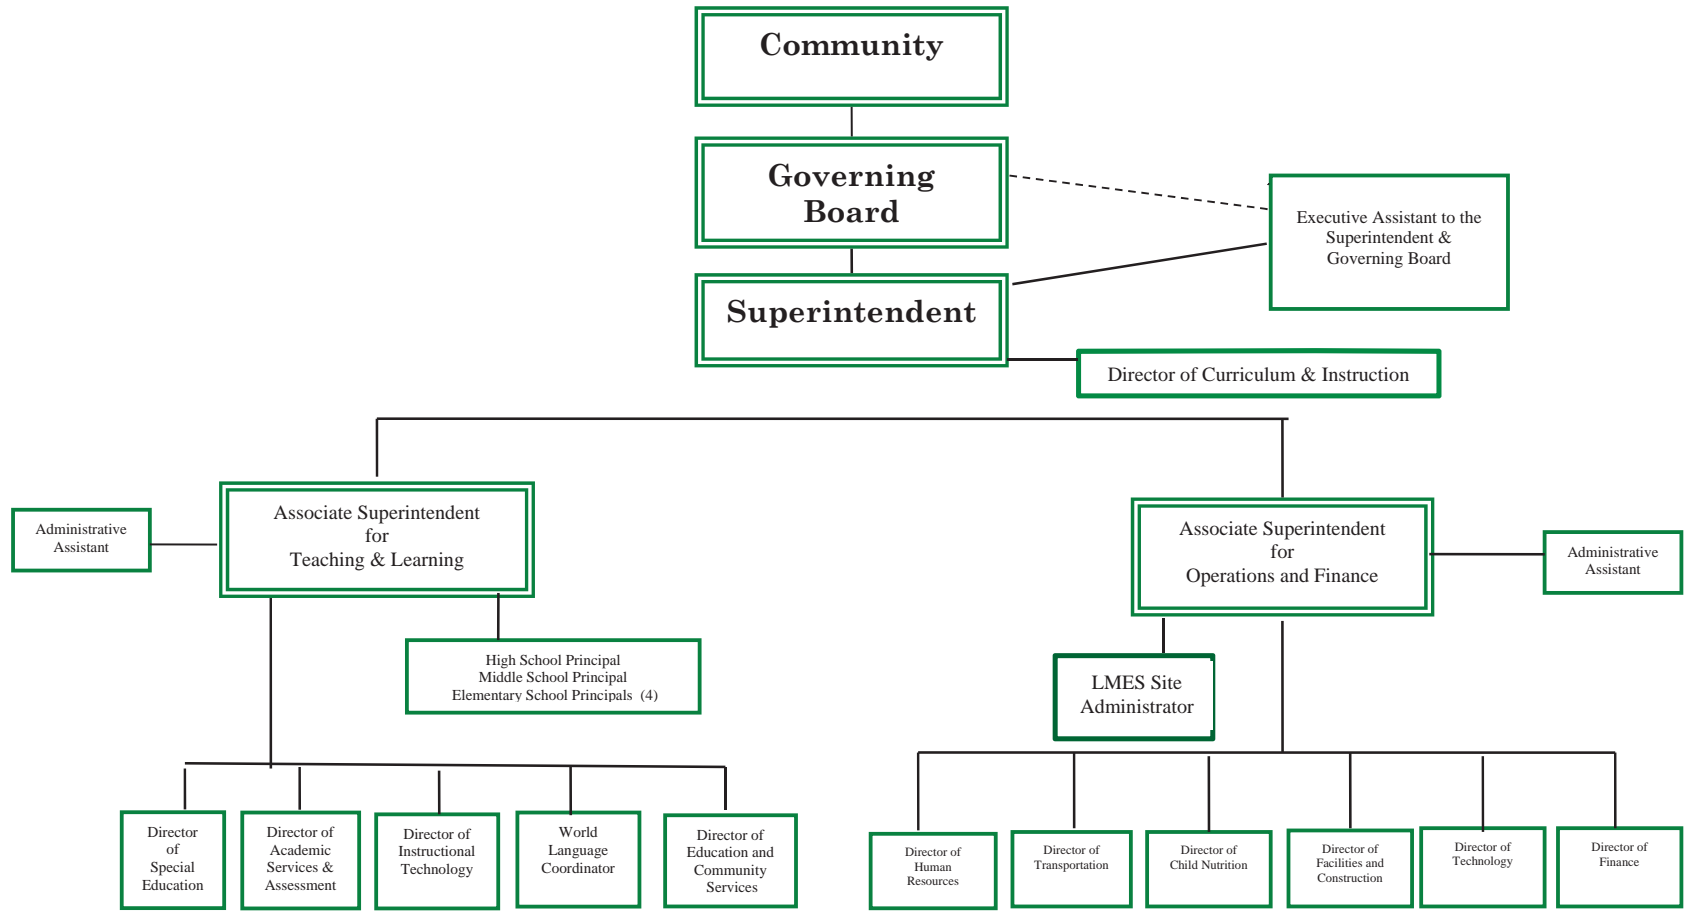 Community
Governing
Board
Executive Assistant to the
Superintendent &
Governing Board
Superintendent
Director of Curriculum & Instruction
Administrative
Assistant
Associate Superintendent
for
Teaching & Learning
Associate Superintendent
for
Operations and Finance
Administrative
Assistant
High School Principal
Middle School Principal
Elementary School Principals (4)
LMES Site
Administrator
Director
of
Special
Education
Director of
Academic
Services &
Assessment
Director of
Instructional
Technology
World
Language
Coordinator
Director of
Education and
Community
Services
Director of
Human
Resources
Director of
Transportation
Director of
Child Nutrition
Director of
Facilities and
Construction
Director of
Technology
Director of
Finance